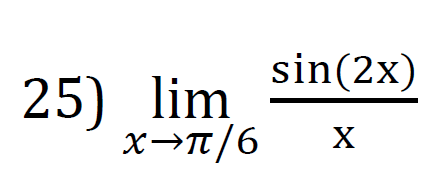 25) lim x→π/6 sin(2x)/x